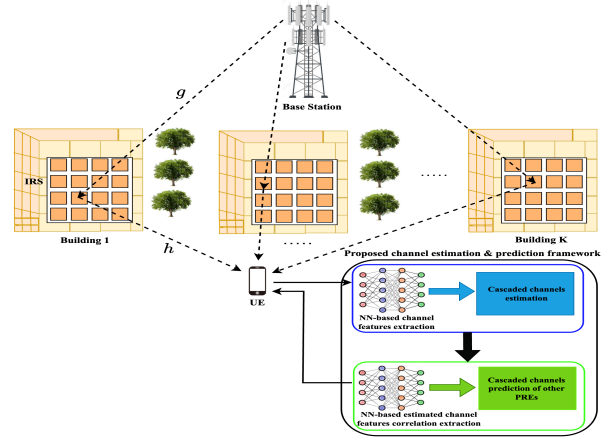 g
Base Station
IRS
.....
Building 1
Building K
h
.....
Proposed channel estimation & prediction framework
UE
Cascaded channels
estimation
NN-based channel
features extraction
Cascaded channels
prediction of other
PREs
NN-based estimated channel
features correlation extraction